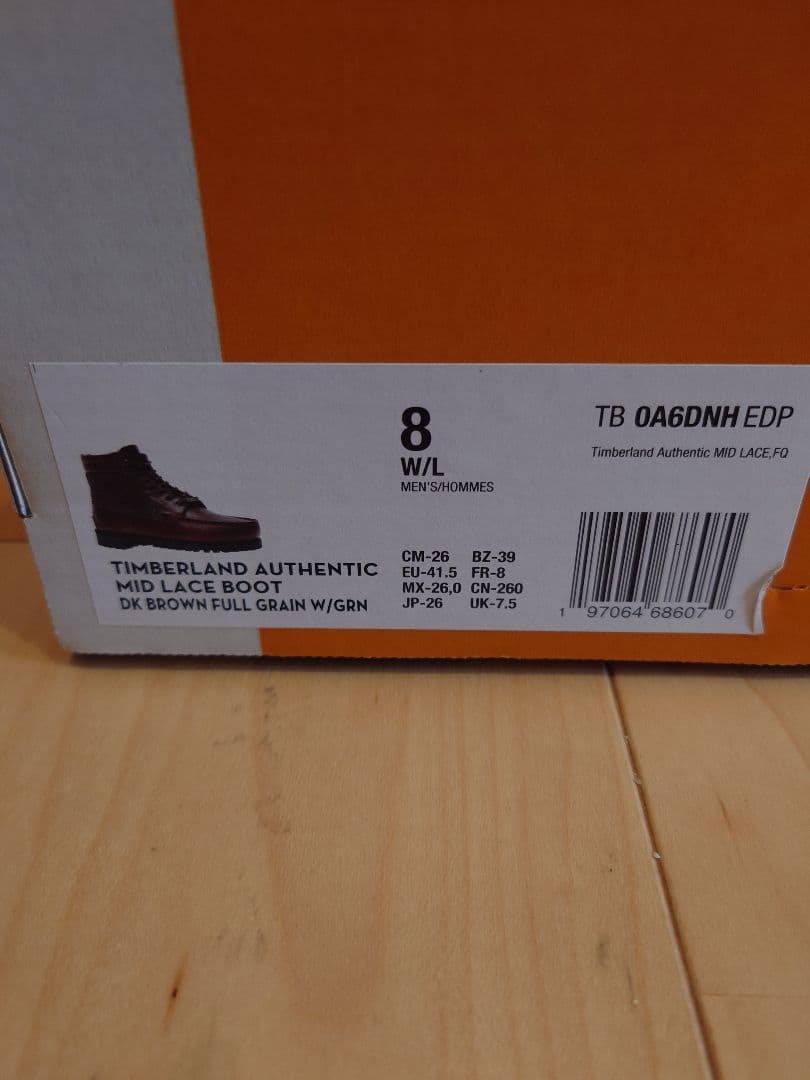 8
W/L
MEN'S/HOMMES
TB 0A6DNH EDP
Timberland Authentic MID LACE,FQ
TIMBERLAND AUTHENTIC
MID LACE BOOT
DK BROWN FULL GRAIN W/GRN
CM-26 BZ-39
EU-41.5 FR-8
MX-26,0 CN-260
JP-26 UK-7.5
1 97064 68607 0